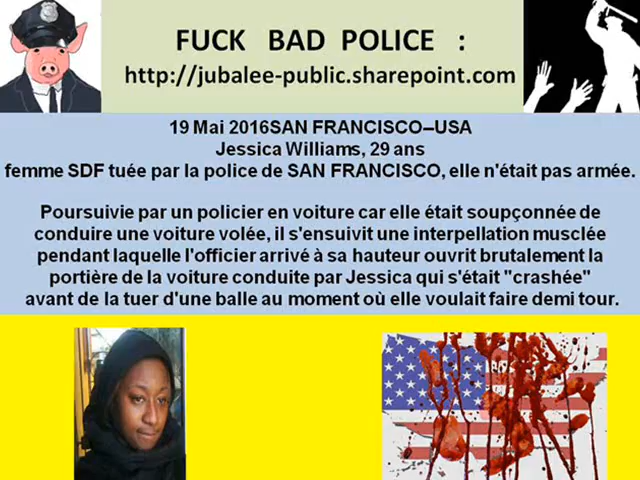 FUCK BAD POLICE :
http://jubalee-public.sharepoint.com
19 Mai 2016SAN FRANCISCO–USA
Jessica Williams, 29 ans
femme SDF tuée par la police de SAN FRANCISCO, elle n'était pas armée.
Poursuivie par un policier en voiture car elle était soupçonnée de
conduire une voiture volée, il s'ensuivit une interpellation musclée
pendant laquelle l'officier arrivé à sa hauteur ouvrit brutalement la
portière de la voiture conduite par Jessica qui s'était "crashée"
avant de la tuer d'une balle au moment où elle voulait faire demi tour.